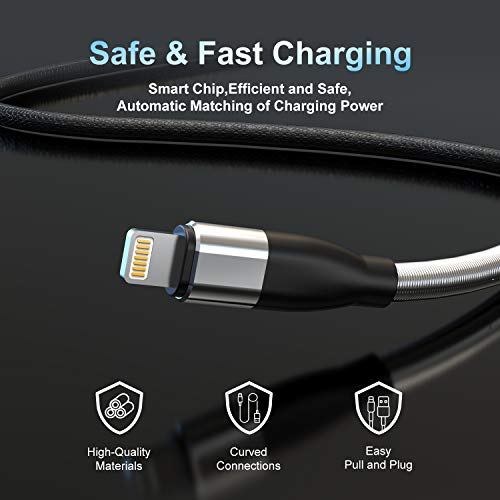 Safe & Fast Charging
Smart Chip,Efficient and Safe,
Automatic Matching of Charging Power
High-Quality
Materials
Curved
Connections
Easy
Pull and Plug